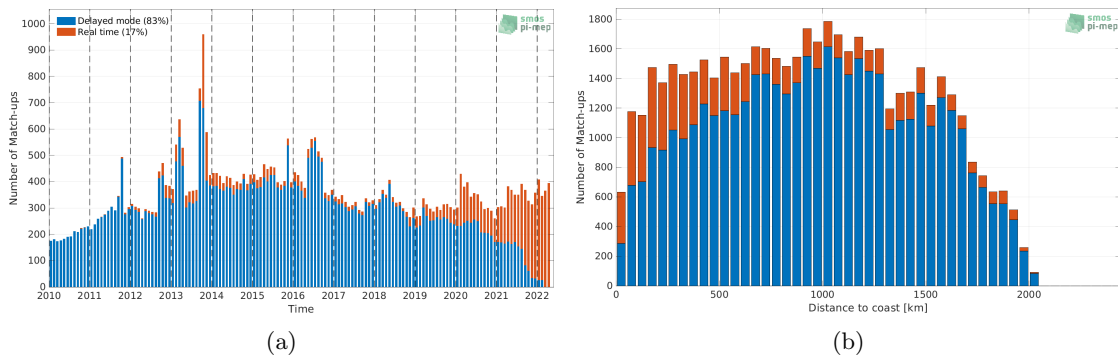 Number of Match-ups
1000
900
800
700
600
500
400
300
200
100
0
Delayed mode (83%)
Real time (17%)
smos
pi-mep
2010 2011 2012 2013 2014 2015 2016 2017 2018 2019 2020 2021 2022
Time
(a)
Number of Match-ups
1800
1600
1400
1200
1000
800
600
400
200
0
smos
pi-mep
0 500 1000 1500 2000
Distance to coast [km]
(b)